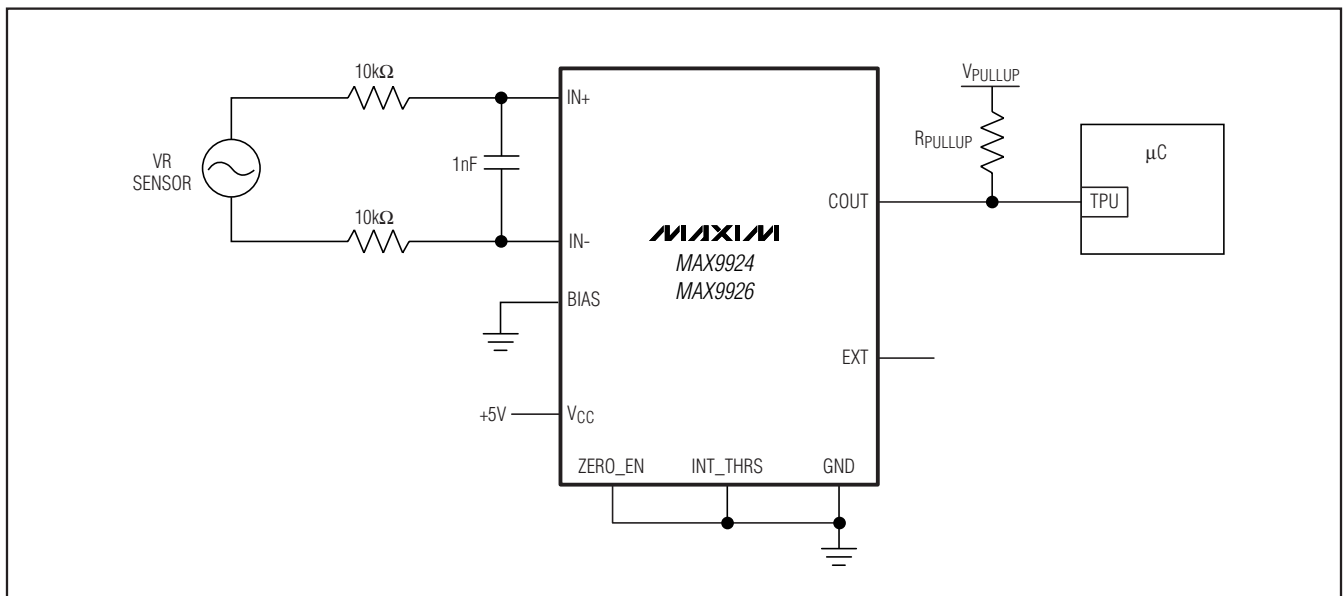 10kΩ
VR
SENSOR
1nF
10kΩ
IN+
IN-
BIAS
+5V
VCC
ZERO_EN
INT_THRS
GND
MAXIM
MAX9924
MAX9926
COUT
EXT
VPULLUP
RPULLUP
µC
TPU